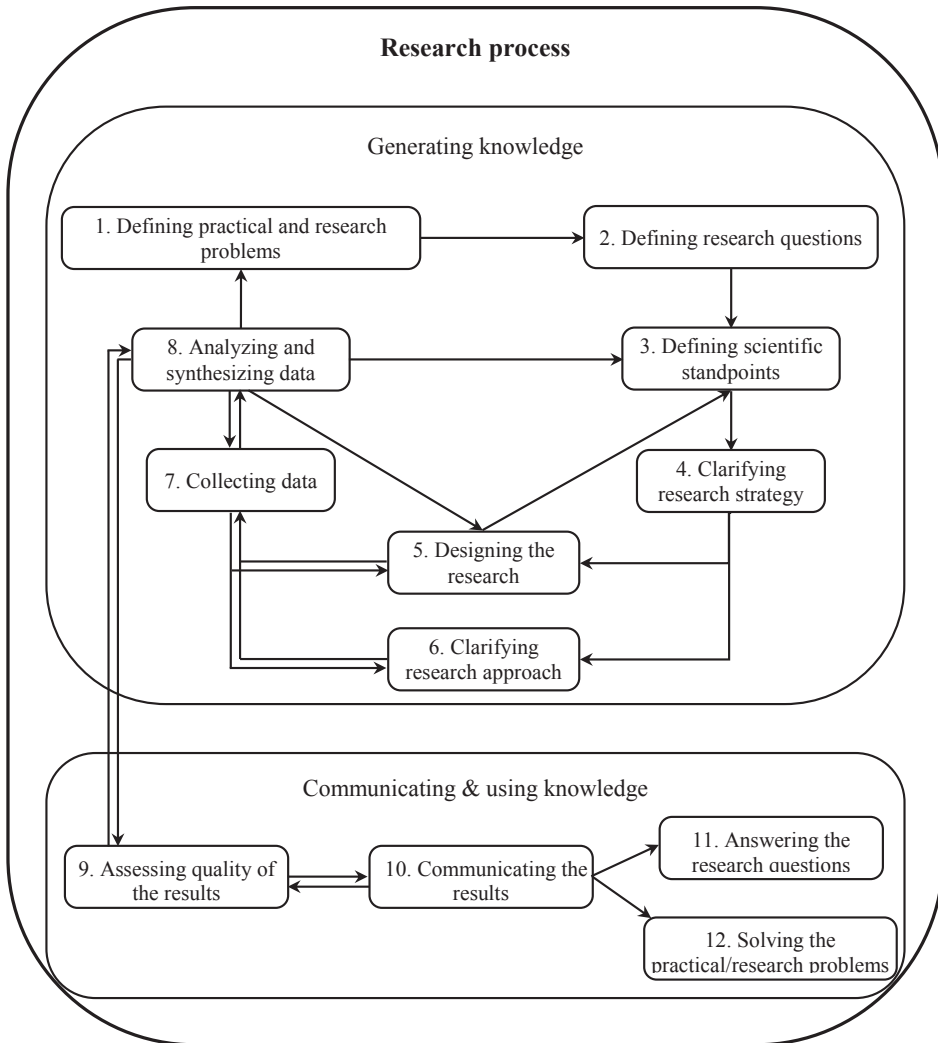 Research process
Generating knowledge
1. Defining practical and research
problems
2. Defining research questions
8. Analyzing and
synthesizing data
3. Defining scientific
standpoints
7. Collecting data
4. Clarifying
research strategy
5. Designing the
research
6. Clarifying
research approach
Communicating & using knowledge
9. Assessing quality of
the results
10. Communicating the
results
11. Answering the
research questions
12. Solving the
practical/research problems